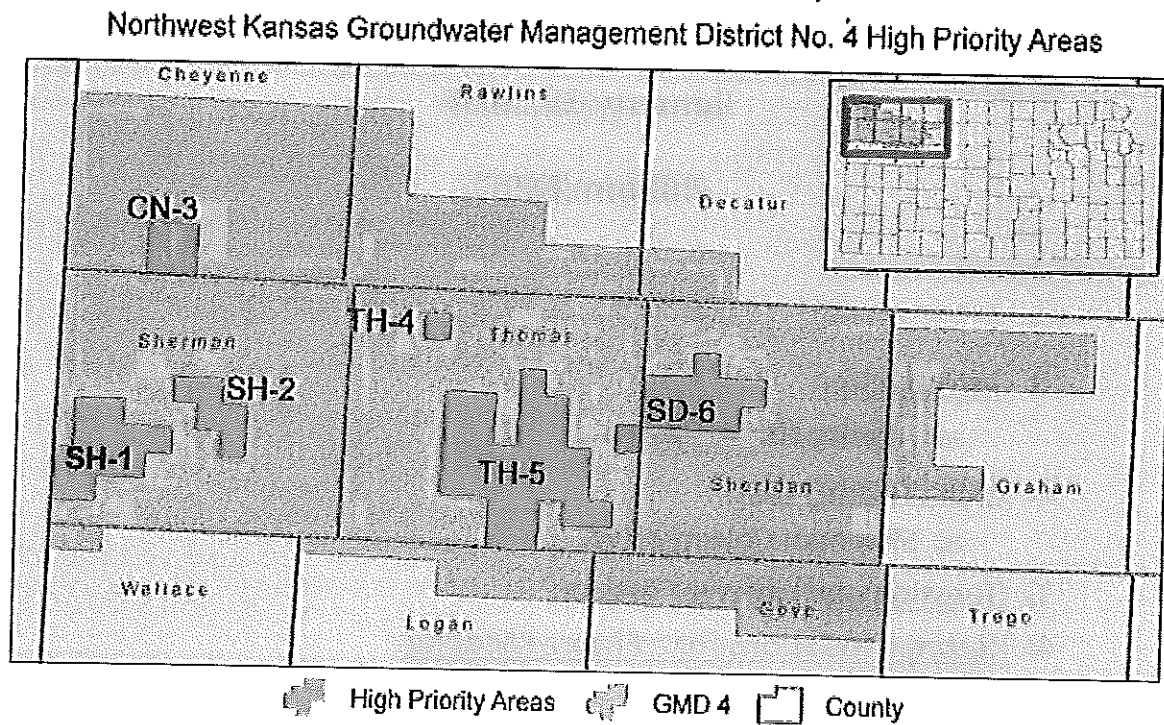 Northwest Kansas Groundwater Management District No. 4 High Priority Areas
Cheyenne
Rawlins
Decatur
CN-3
TH-4
Thomas
Sherman
SH-2
SD-6
SH-1
TH-5
Sheridan
Graham
Wallace
Logan
Gove
Trego
High Priority Areas GMD 4 County